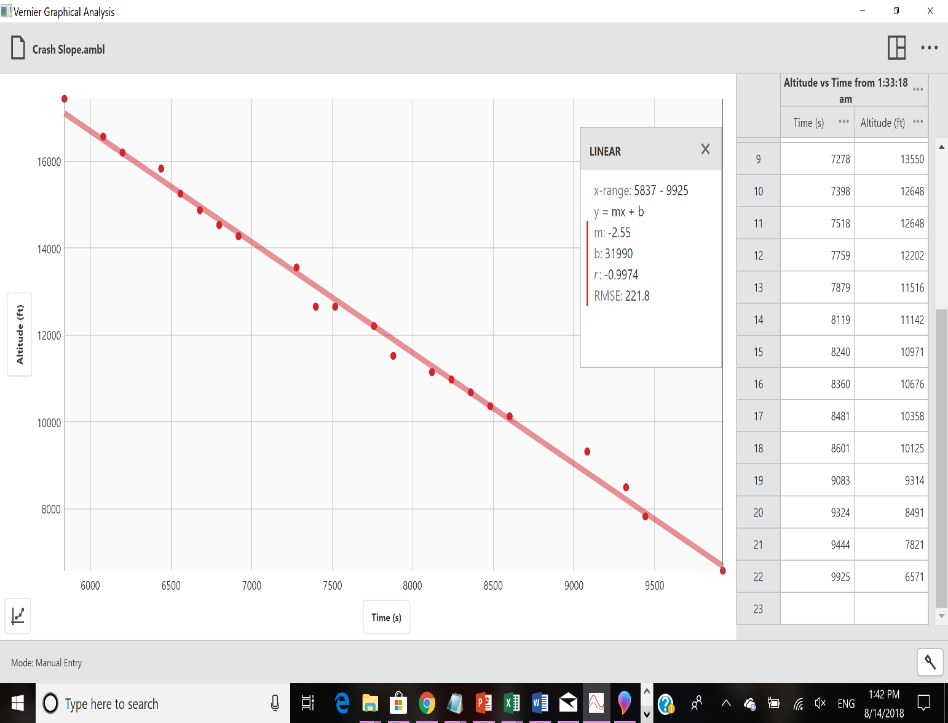 Vernier Graphical Analysis
Crash Slope.ambl
Altitude (ft)
16000
14000
12000
10000
8000
6000 6500 7000 7500 8000 8500 9000 9500
Time (s)
LINEAR X
x-range: 5837 - 9925
y = mx + b
m: -2.55
b: 31990
r: -0.9974
RMSE: 221.8
Altitude vs Time from 1:33:18
am
Time (s) Altitude (ft)
9 7278 13550
10 7398 12648
11 7518 12648
12 7759 12202
13 7879 11516
14 8119 11142
15 8240 10971
16 8360 10676
17 8481 10358
18 8601 10125
19 9083 9314
20 9324 8491
21 9444 7821
22 9925 6571
23
Mode: Manual Entry
Type here to search
ENG
1:42 PM
8/14/2018